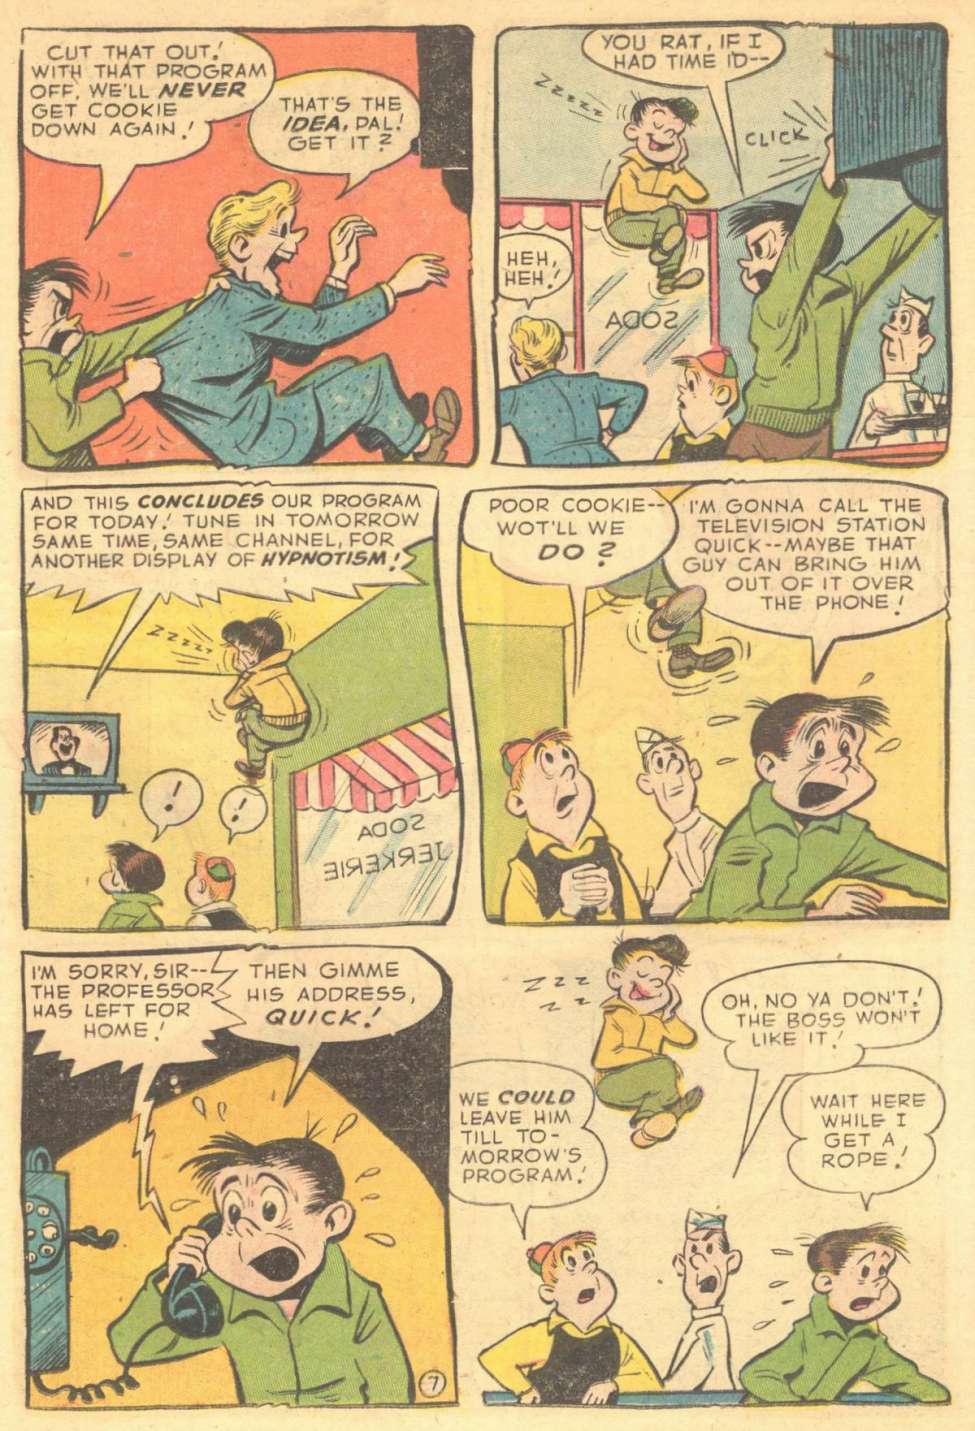 CUT THAT OUT!
WITH THAT PROGRAM
OFF, WE'LL NEVER
GET COOKIE
DOWN AGAIN!
THAT'S THE
IDEA, PAL!
GET IT?
YOU RAT, IF I
HAD TIME I'D--
ZZZZZ
CLICK
HEH,
HEH!
SODA
AND THIS CONCLUDES OUR PROGRAM
FOR TODAY! TUNE IN TOMORROW
SAME TIME, SAME CHANNEL, FOR
ANOTHER DISPLAY OF HYPNOTISM!
ZZZZZ
!
!
SODA
JERKERIE
POOR COOKIE--
WOT'LL WE
DO?
I'M GONNA CALL THE
TELEVISION STATION
QUICK--MAYBE THAT
GUY CAN BRING HIM
OUT OF IT OVER
THE PHONE!
I'M SORRY, SIR--
THE PROFESSOR
HAS LEFT FOR
HOME!
THEN GIMME
HIS ADDRESS,
QUICK!
7
ZZZ
ZZ
WE COULD
LEAVE HIM
TILL TO-
MORROW'S
PROGRAM!
OH, NO YA DON'T!
THE BOSS WON'T
LIKE IT!
WAIT HERE
WHILE I
GET A
ROPE!